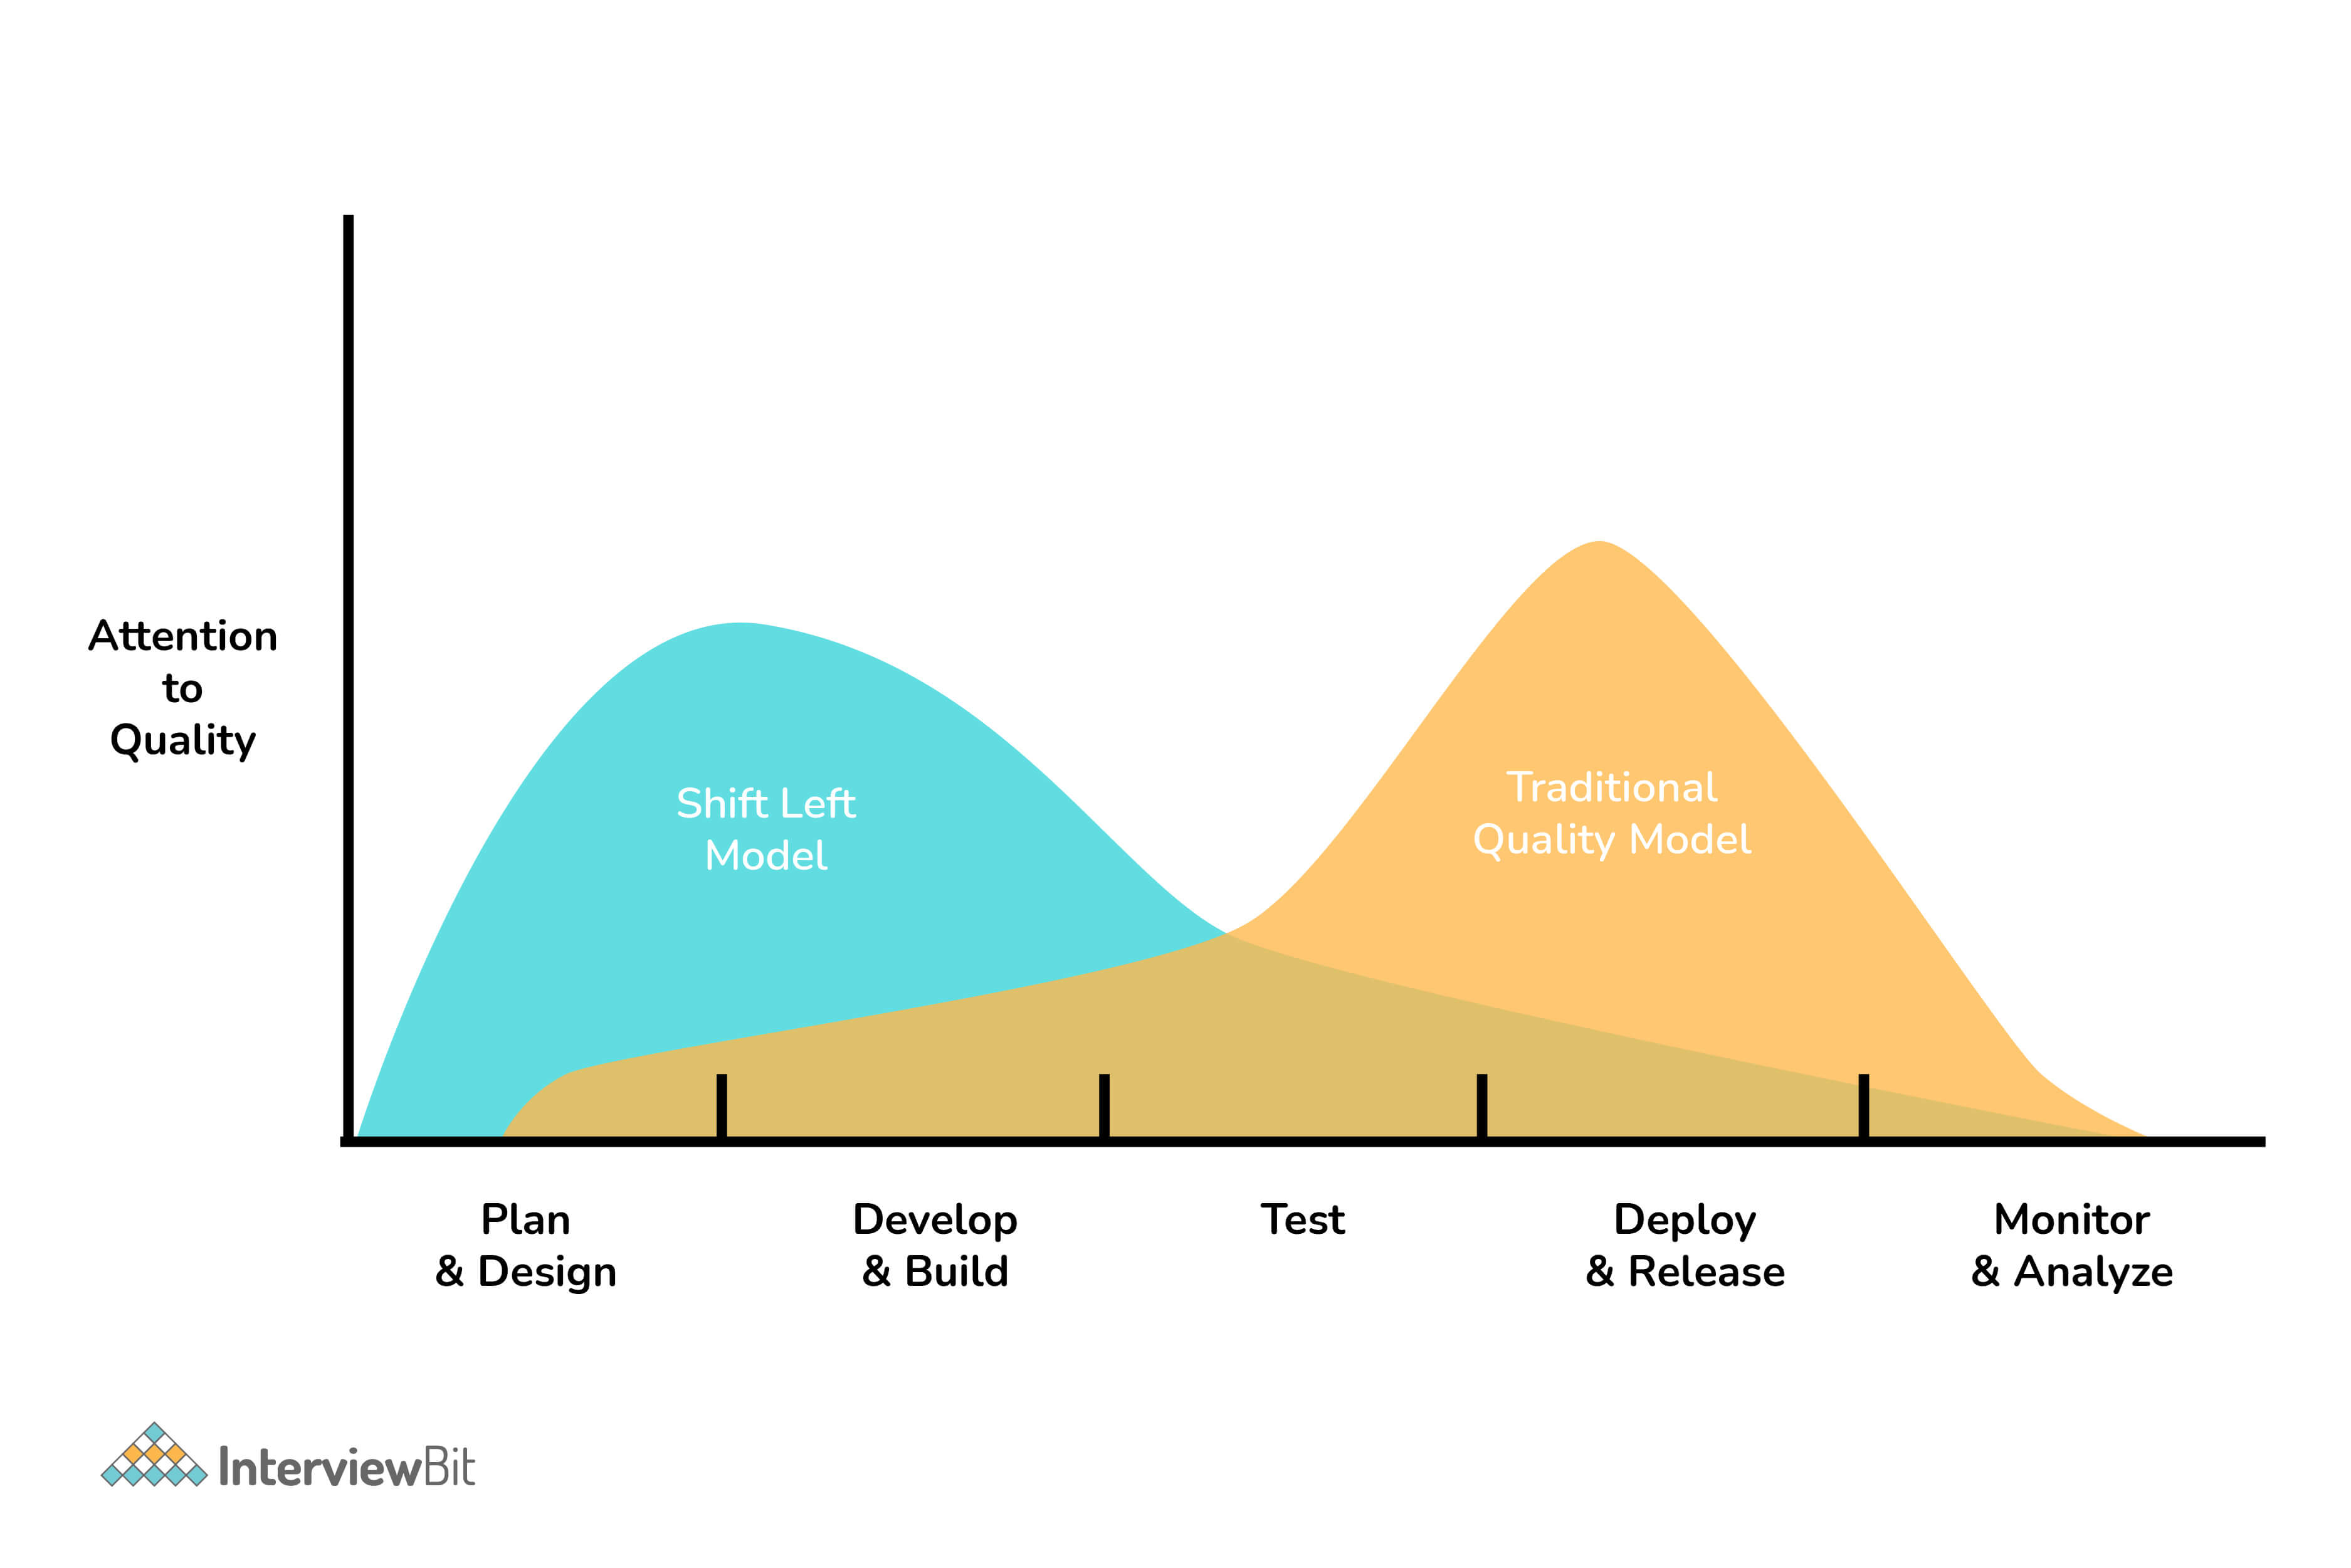 Attention
to
Quality
Shift Left
Model
Traditional
Quality Model
Plan
& Design
Develop
& Build
Test
Deploy
& Release
Monitor
& Analyze
InterviewBit